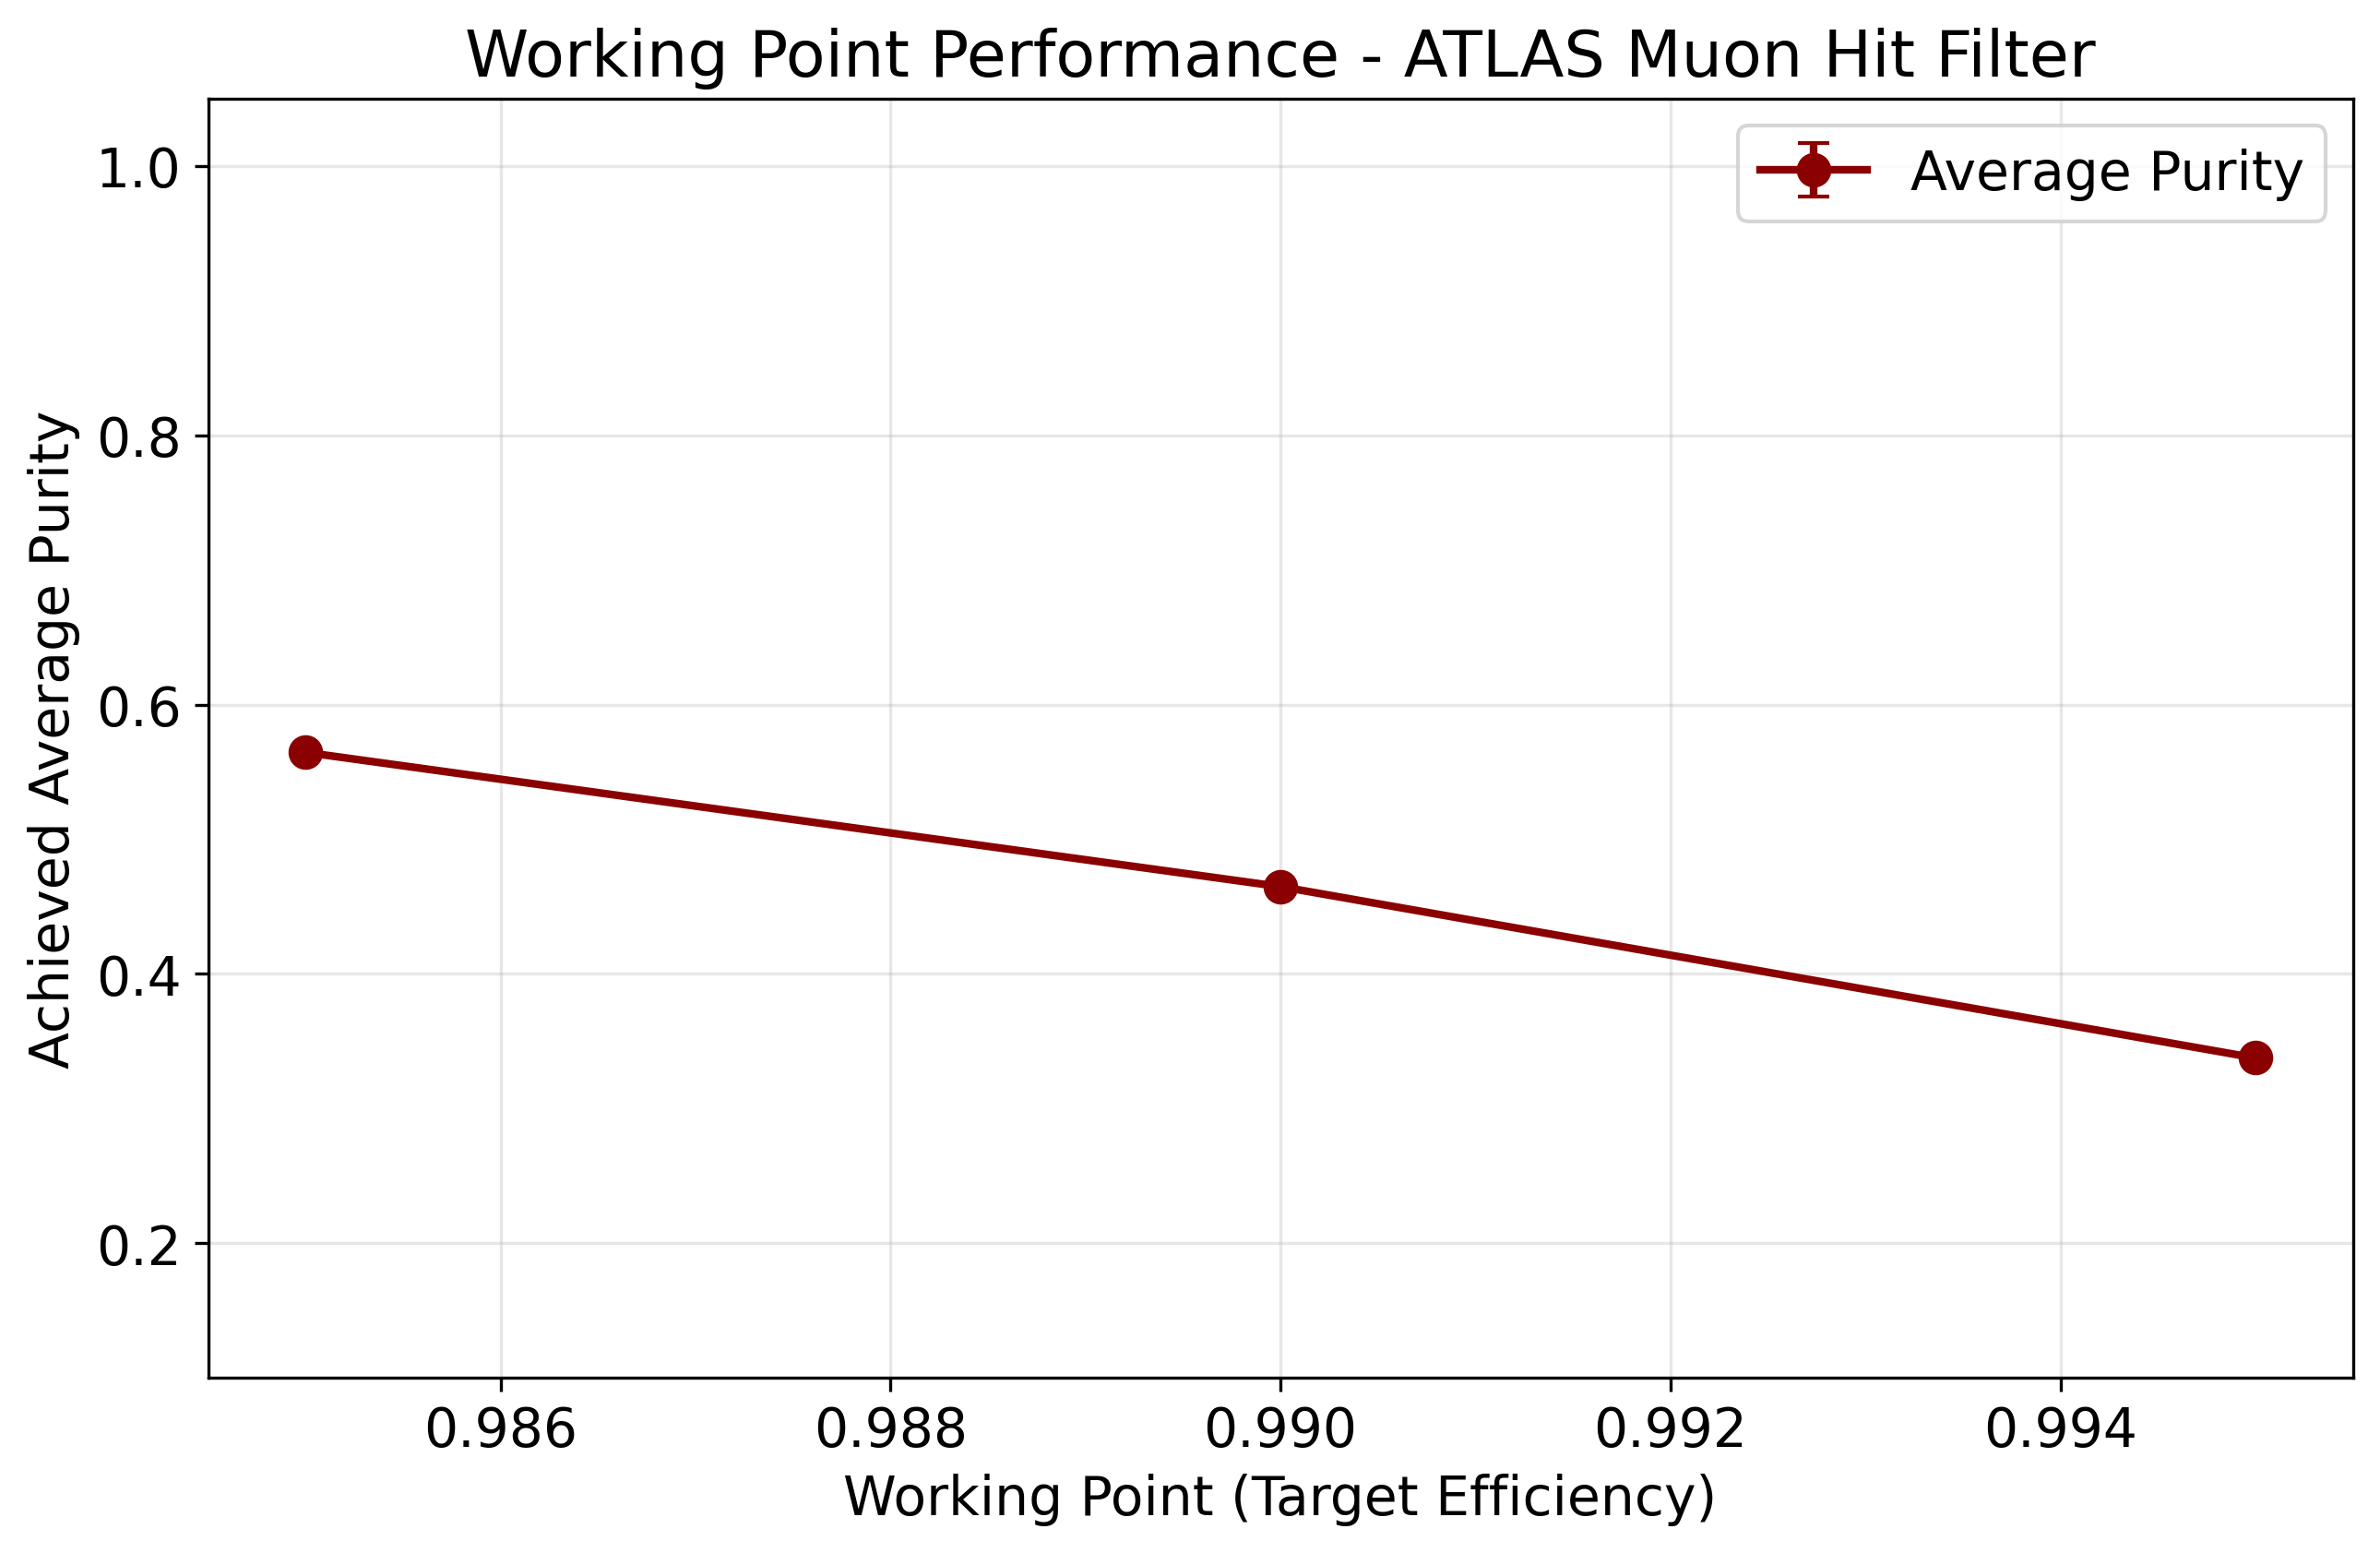 Working Point Performance - ATLAS Muon Hit Filter
Average Purity
Achieved Average Purity
1.0
0.8
0.6
0.4
0.2
0.986 0.988 0.990 0.992 0.994
Working Point (Target Efficiency)